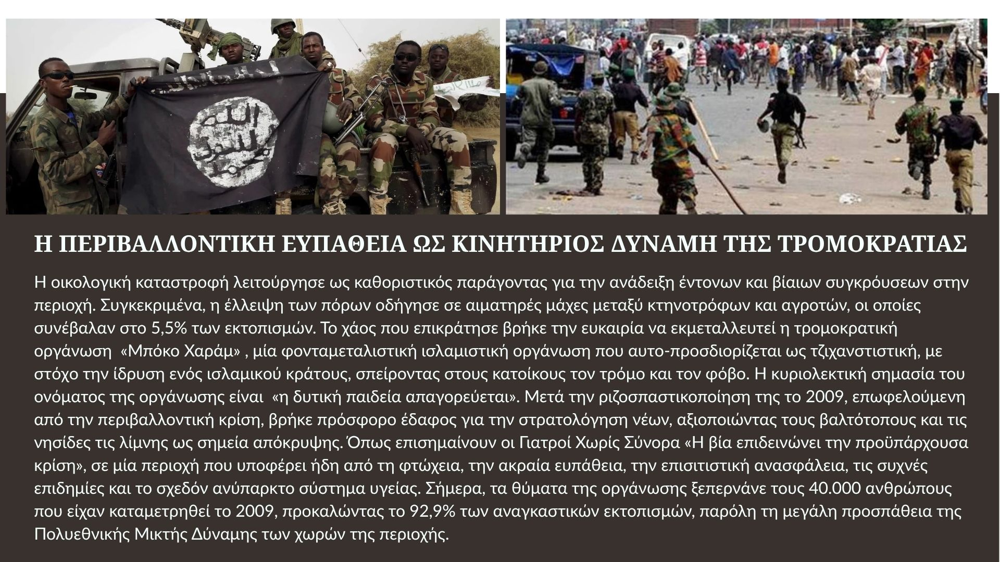 Η ΠΕΡΙΒΑΛΛΟΝΤΙΚΗ ΕΥΠΑΘΕΙΑ ΩΣ ΚΙΝΗΤΗΡΙΟΣ ΔΥΝΑΜΗ ΤΗΣ ΤΡΟΜΟΚΡΑΤΙΑΣ
Η οικολογική καταστροφή λειτούργησε ως καθοριστικός παράγοντας για την ανάδειξη έντονων και βίαιων συγκρόυσεων στην
περιοχή. Συγκεκριμένα, η έλλειψη των πόρων οδήγησε σε αιματηρές μάχες μεταξύ κτηνοτρόφων και αγροτών, οι οποίες
συνέβαλαν στο 5,5% των εκτοπισμών. Το χάος που επικράτησε βρήκε την ευκαιρία να εκμεταλλευτεί η τρομοκρατική
οργάνωση  «Μπόκο Χαράμ» , μία φονταμεταλιστική ισλαμιστική οργάνωση που αυτο-προσδιορίζεται ως τζιχανστιστική, με
στόχο την ίδρυση ενός ισλαμικού κράτους, σπείροντας στους κατοίκους τον τρόμο και τον φόβο. Η κυριολεκτική σημασία του
ονόματος της οργάνωσης είναι  «η δυτική παιδεία απαγορεύεται». Μετά την ριζοσπαστικοποίηση της το 2009, επωφελούμενη
από την περιβαλλοντική κρίση, βρήκε πρόσφορο έδαφος για την στρατολόγηση νέων, αξιοποιώντας τους βαλτότοπους και τις
νησίδες τις λίμνης ως σημεία απόκρυψης. Όπως επισημαίνουν οι Γιατροί Χωρίς Σύνορα «Η βία επιδεινώνει την προϋπάρχουσα
κρίση», σε μία περιοχή που υποφέρει ήδη από τη φτώχεια, την ακραία ευπάθεια, την επισιτιστική ανασφάλεια, τις συχνές
επιδημίες και το σχεδόν ανύπαρκτο σύστημα υγείας. Σήμερα, τα θύματα της οργάνωσης ξεπερνάνε τους 40.000 ανθρώπους
που είχαν καταμετρηθεί το 2009, προκαλώντας το 92,9% των αναγκαστικών εκτοπισμών, παρόλη τη μεγάλη προσπάθεια της
Πολυεθνικής Μικτής Δύναμης των χωρών της περιοχής.